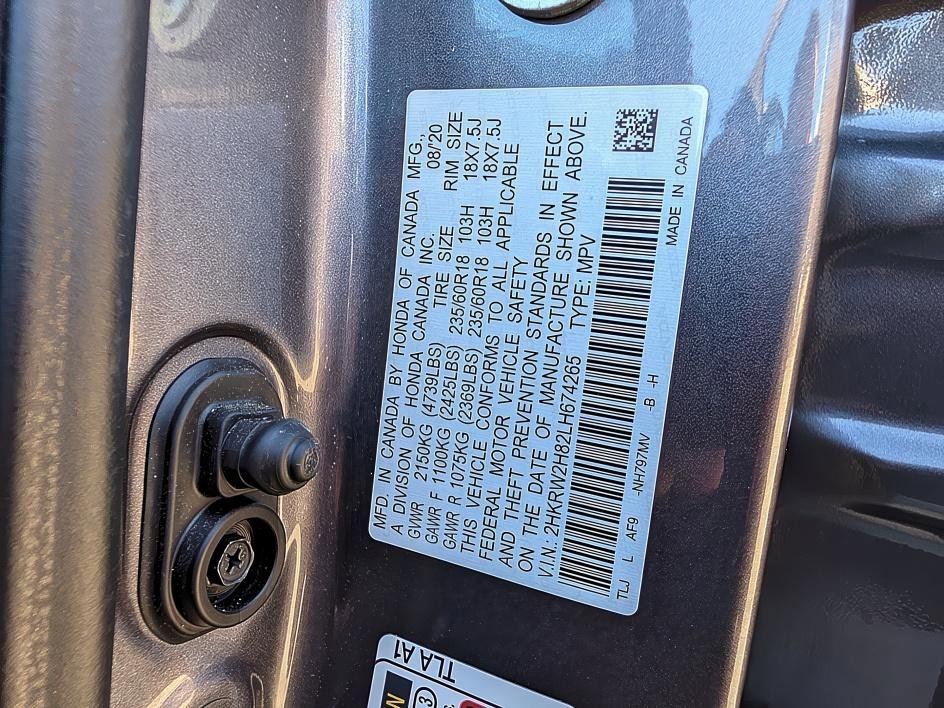 MFD. IN CANADA BY HONDA OF CANADA MFG.,
A DIVISION OF HONDA CANADA INC. 08/'20
GWVR 2150KG (4739LBS) TIRE SIZE RIM SIZE
GAWR F 1100KG (2425LBS) 235/60R18 103H 18X7.5J
GAWR R 1075KG (2369LBS) 235/60R18 103H 18X7.5J
THIS VEHICLE CONFORMS TO ALL APPLICABLE
FEDERAL MOTOR VEHICLE SAFETY
AND THEFT PREVENTION STANDARDS IN EFFECT
ON THE DATE OF MANUFACTURE SHOWN ABOVE.
V.I.N.: 2HKRW2H82LH674265 TYPE: MPV
TLJ L AF9 -NH797MV -B -H MADE IN CANADA
TLA A1
3